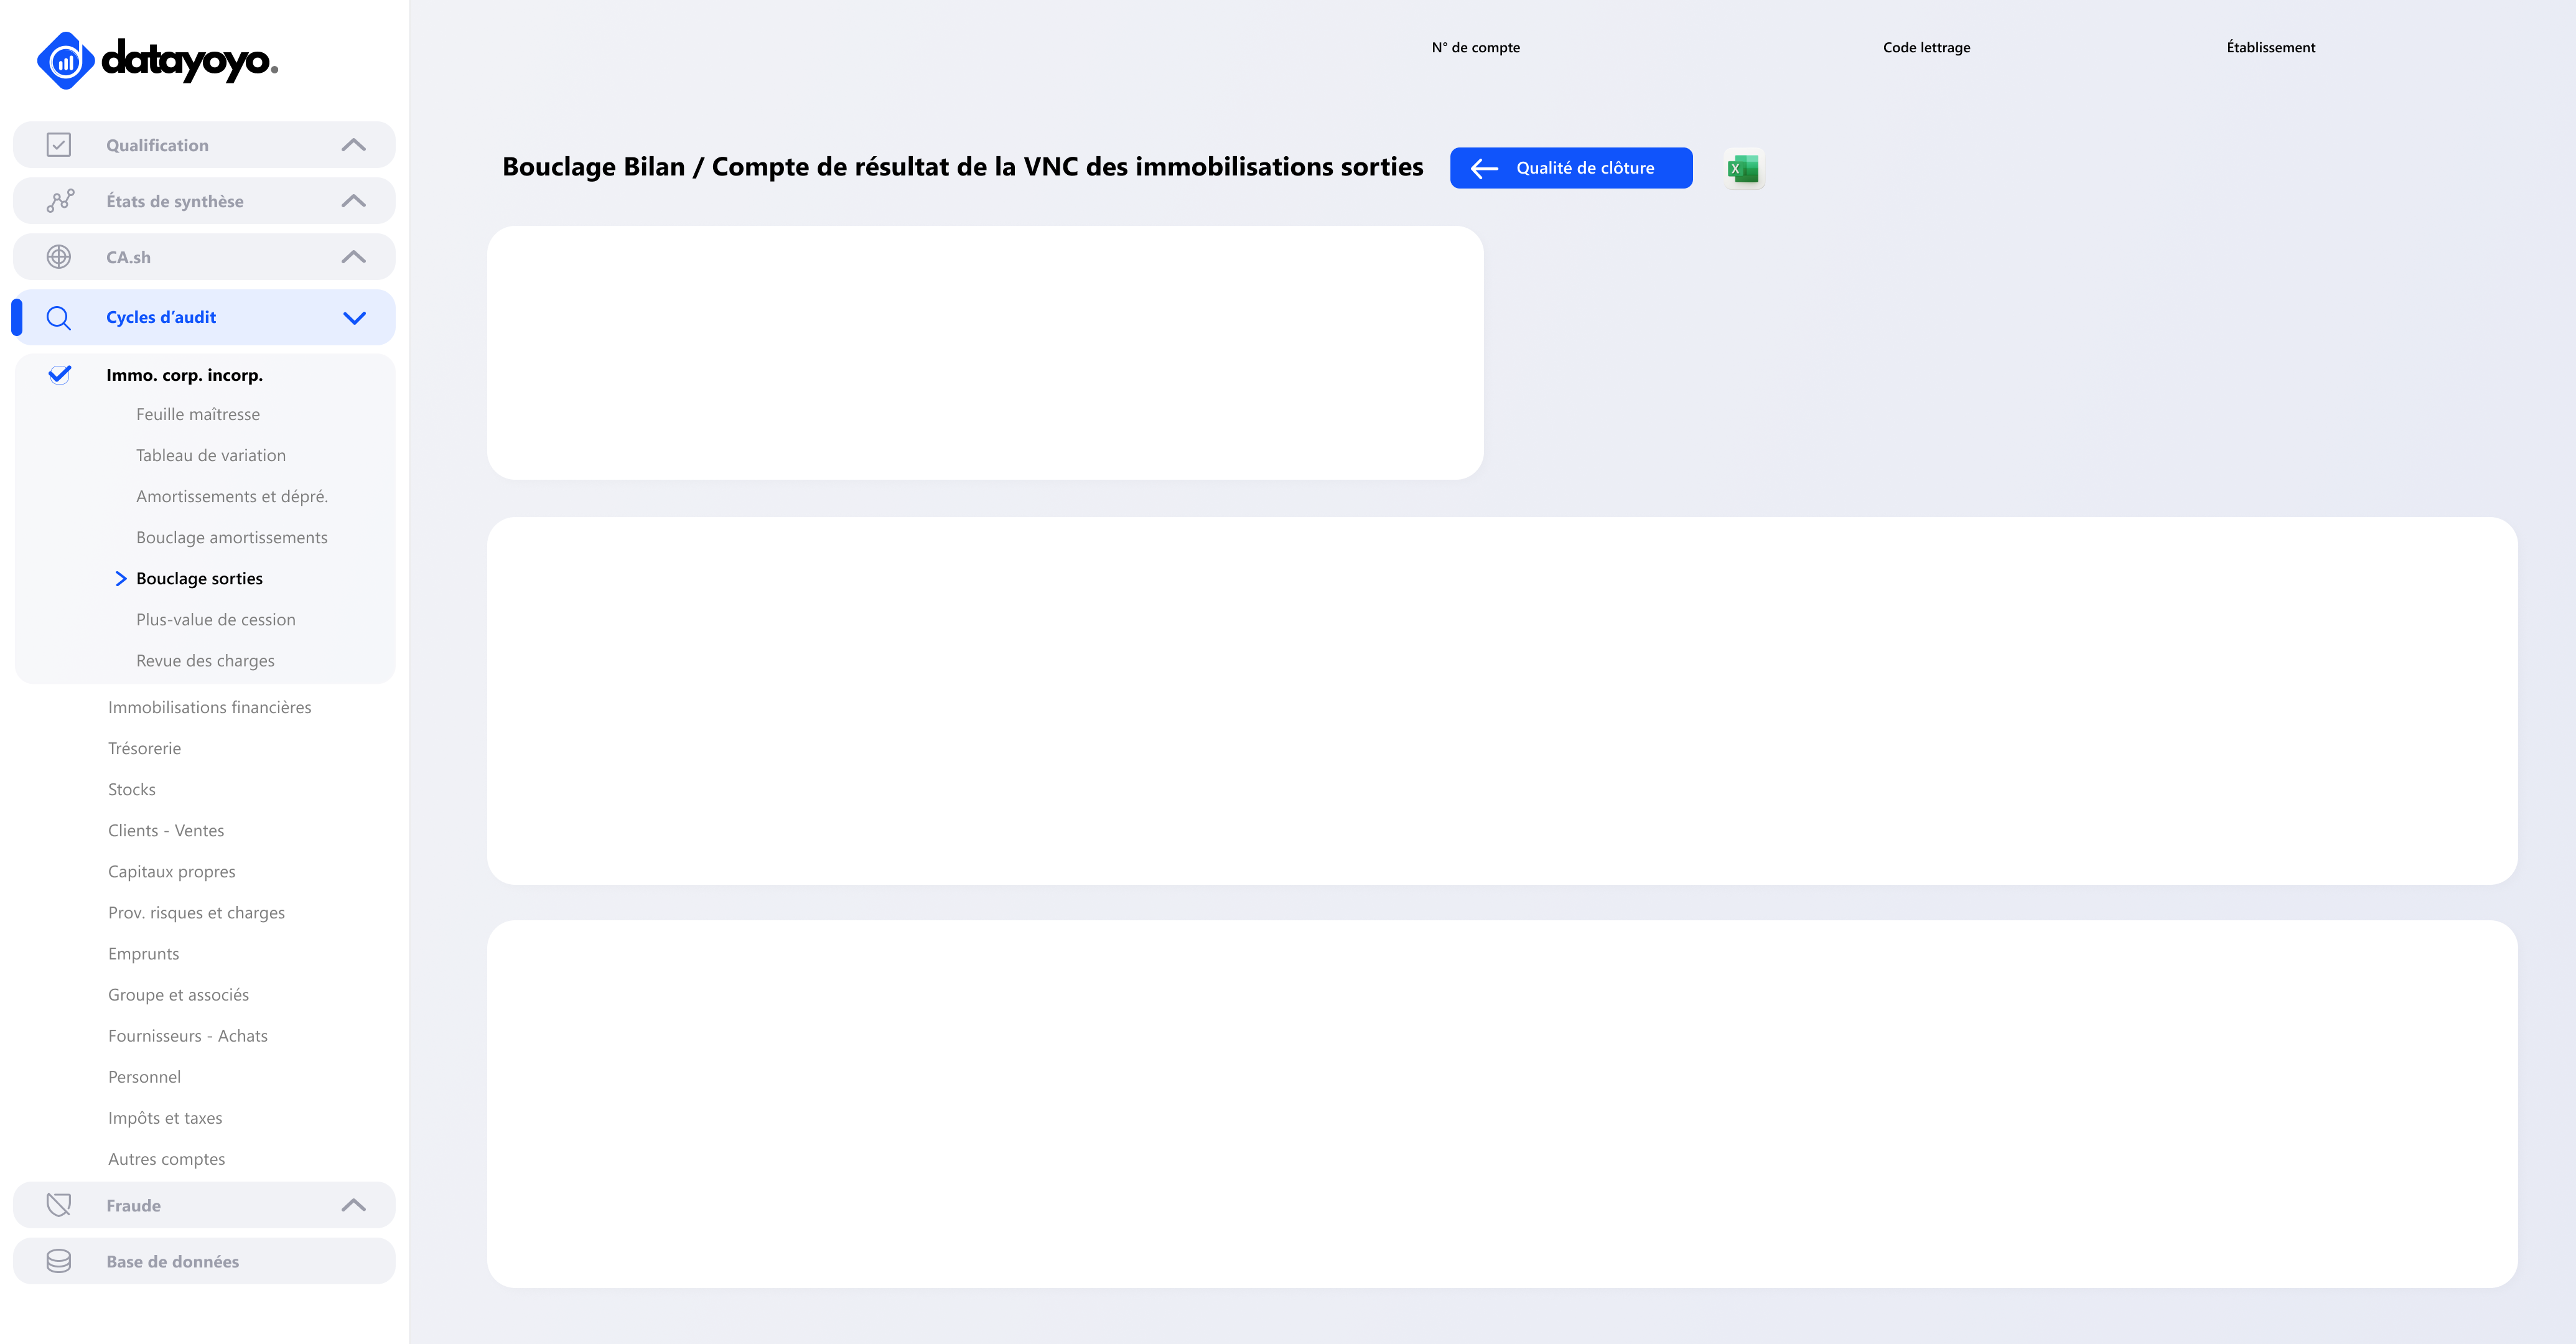 datayoyo.
Qualification
États de synthèse
CA.sh
Cycles d’audit
Immo. corp. incorp.
Feuille maîtresse
Tableau de variation
Amortissements et dépré.
Bouclage amortissements
Bouclage sorties
Plus-value de cession
Revue des charges
Immobilisations financières
Trésorerie
Stocks
Clients - Ventes
Capitaux propres
Prov. risques et charges
Emprunts
Groupe et associés
Fournisseurs - Achats
Personnel
Impôts et taxes
Autres comptes
Fraude
Base de données
N° de compte
Code lettrage
Établissement
Bouclage Bilan / Compte de résultat de la VNC des immobilisations sorties
Qualité de clôture
X